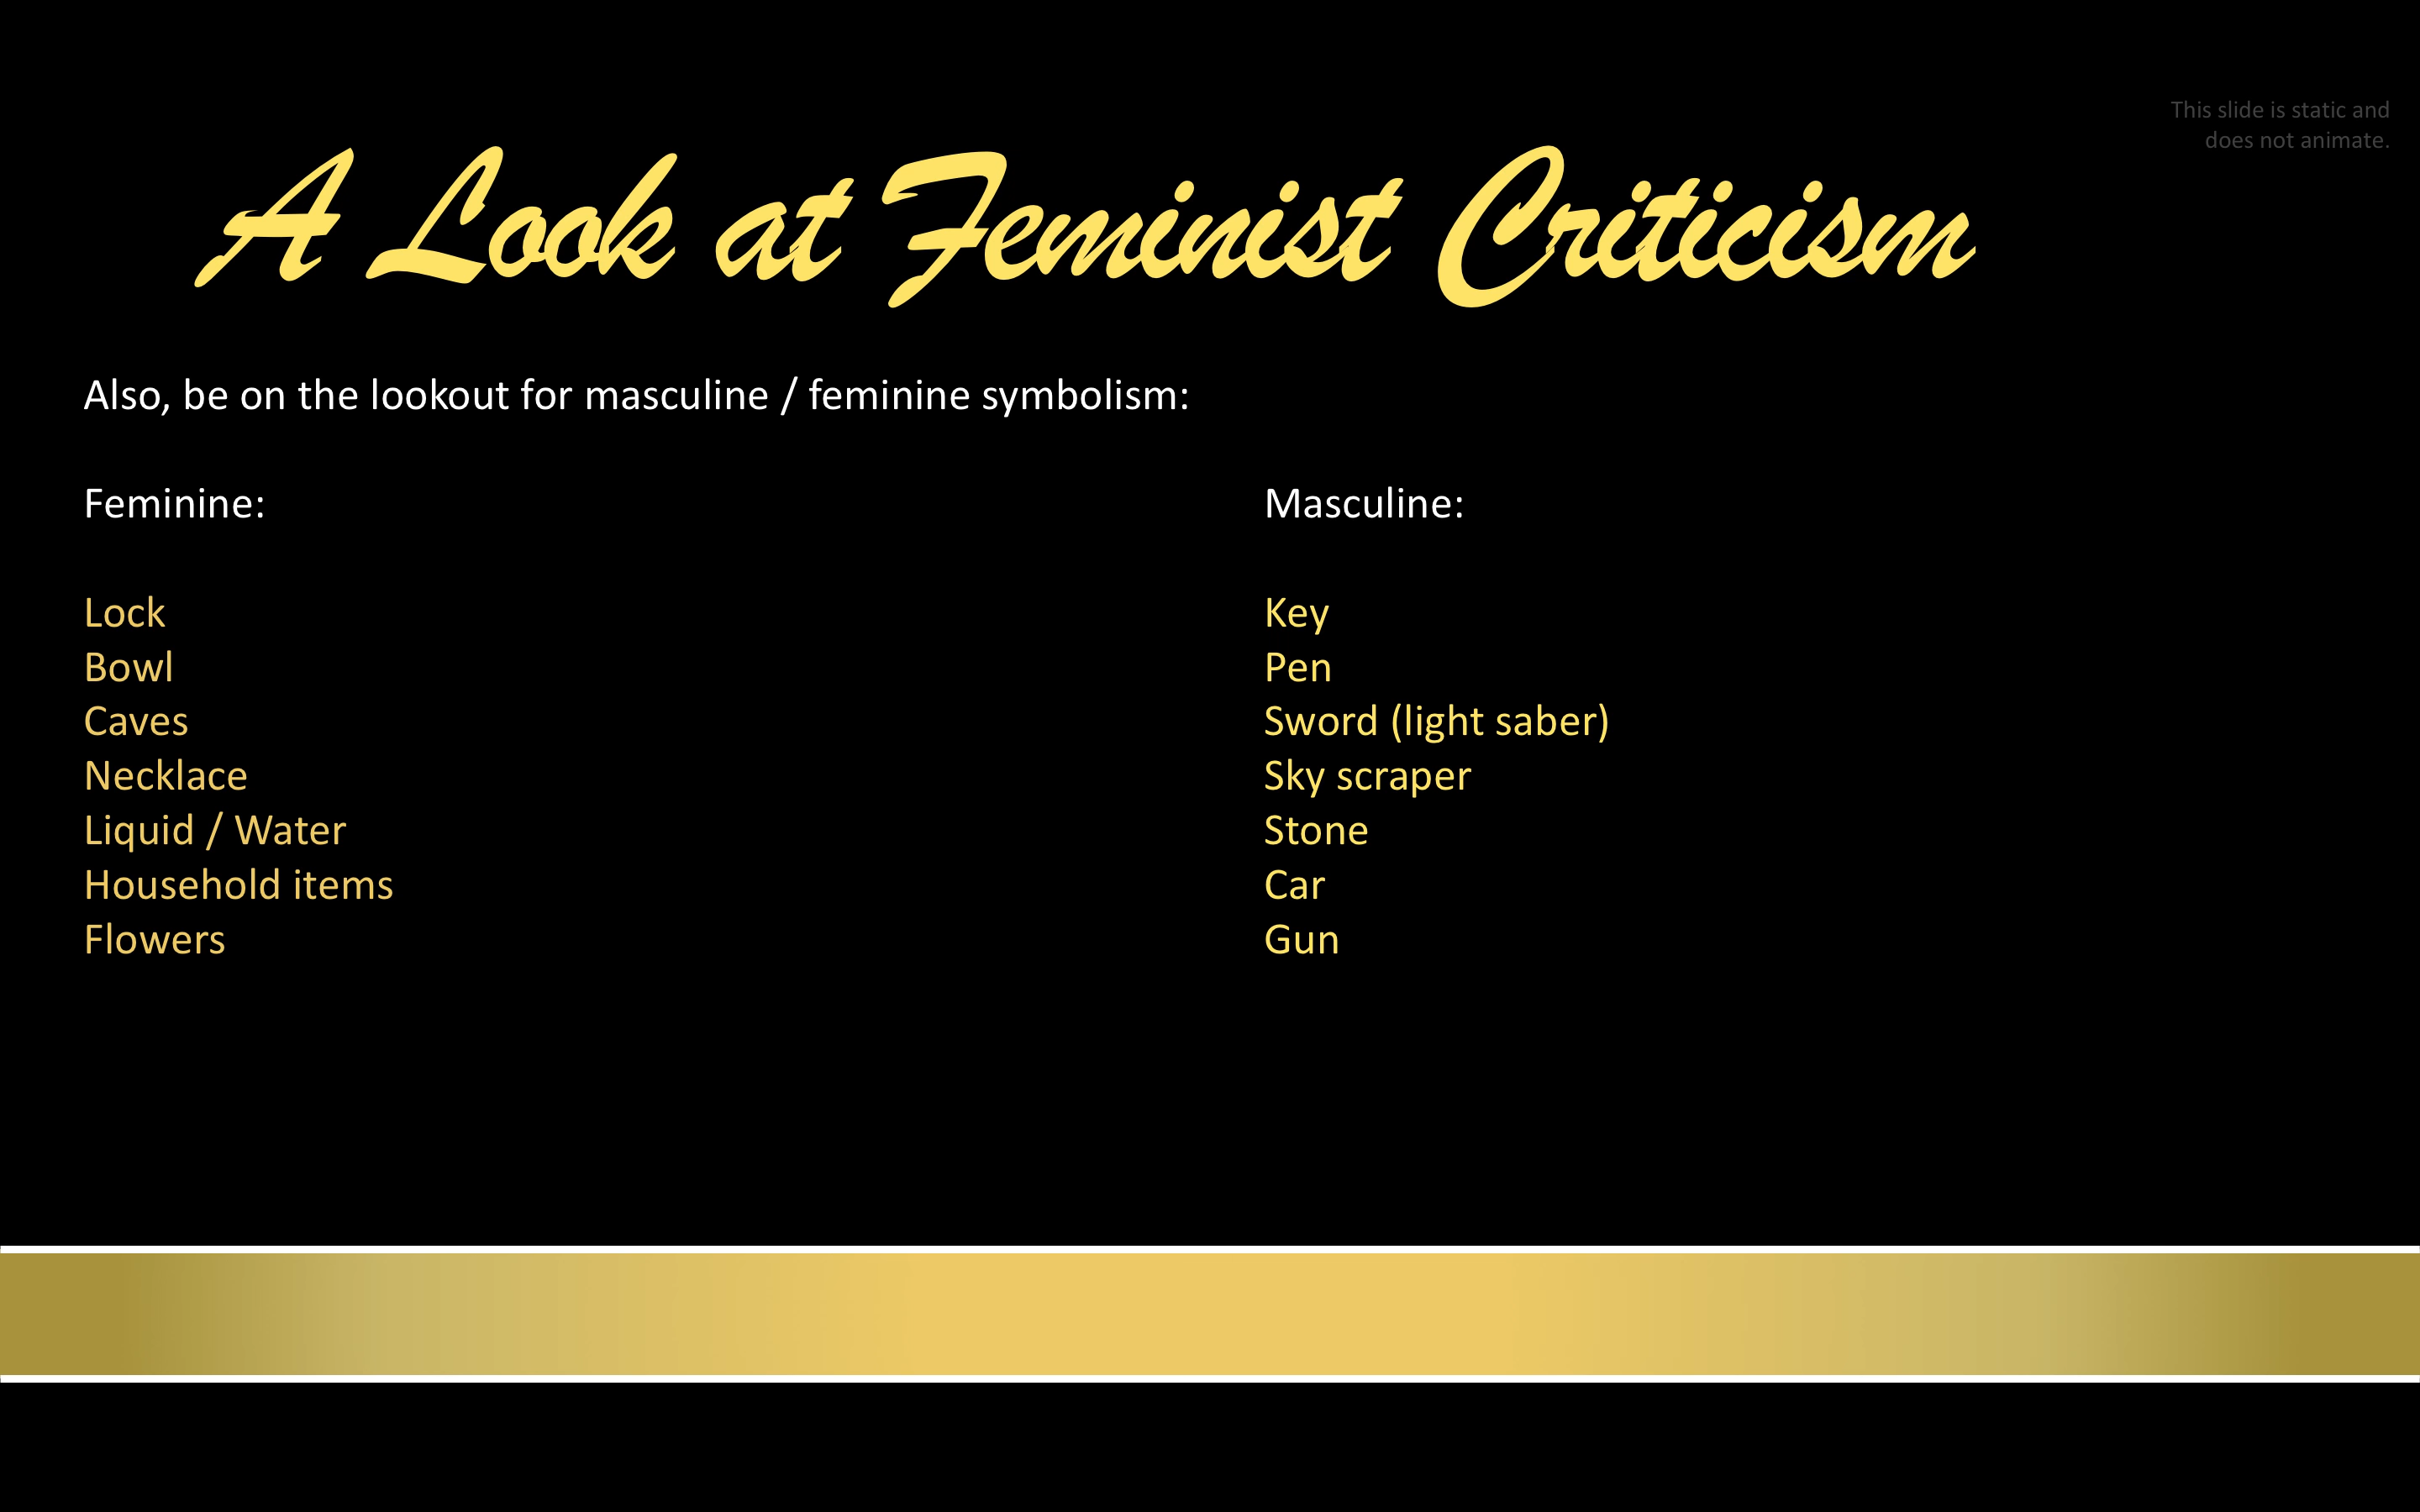 This slide is static and
does not animate.
A Look at Feminist Criticism
Also, be on the lookout for masculine / feminine symbolism:
Feminine:
Lock
Bowl
Caves
Necklace
Liquid / Water
Household items
Flowers
Masculine:
Key
Pen
Sword (light saber)
Sky scraper
Stone
Car
Gun